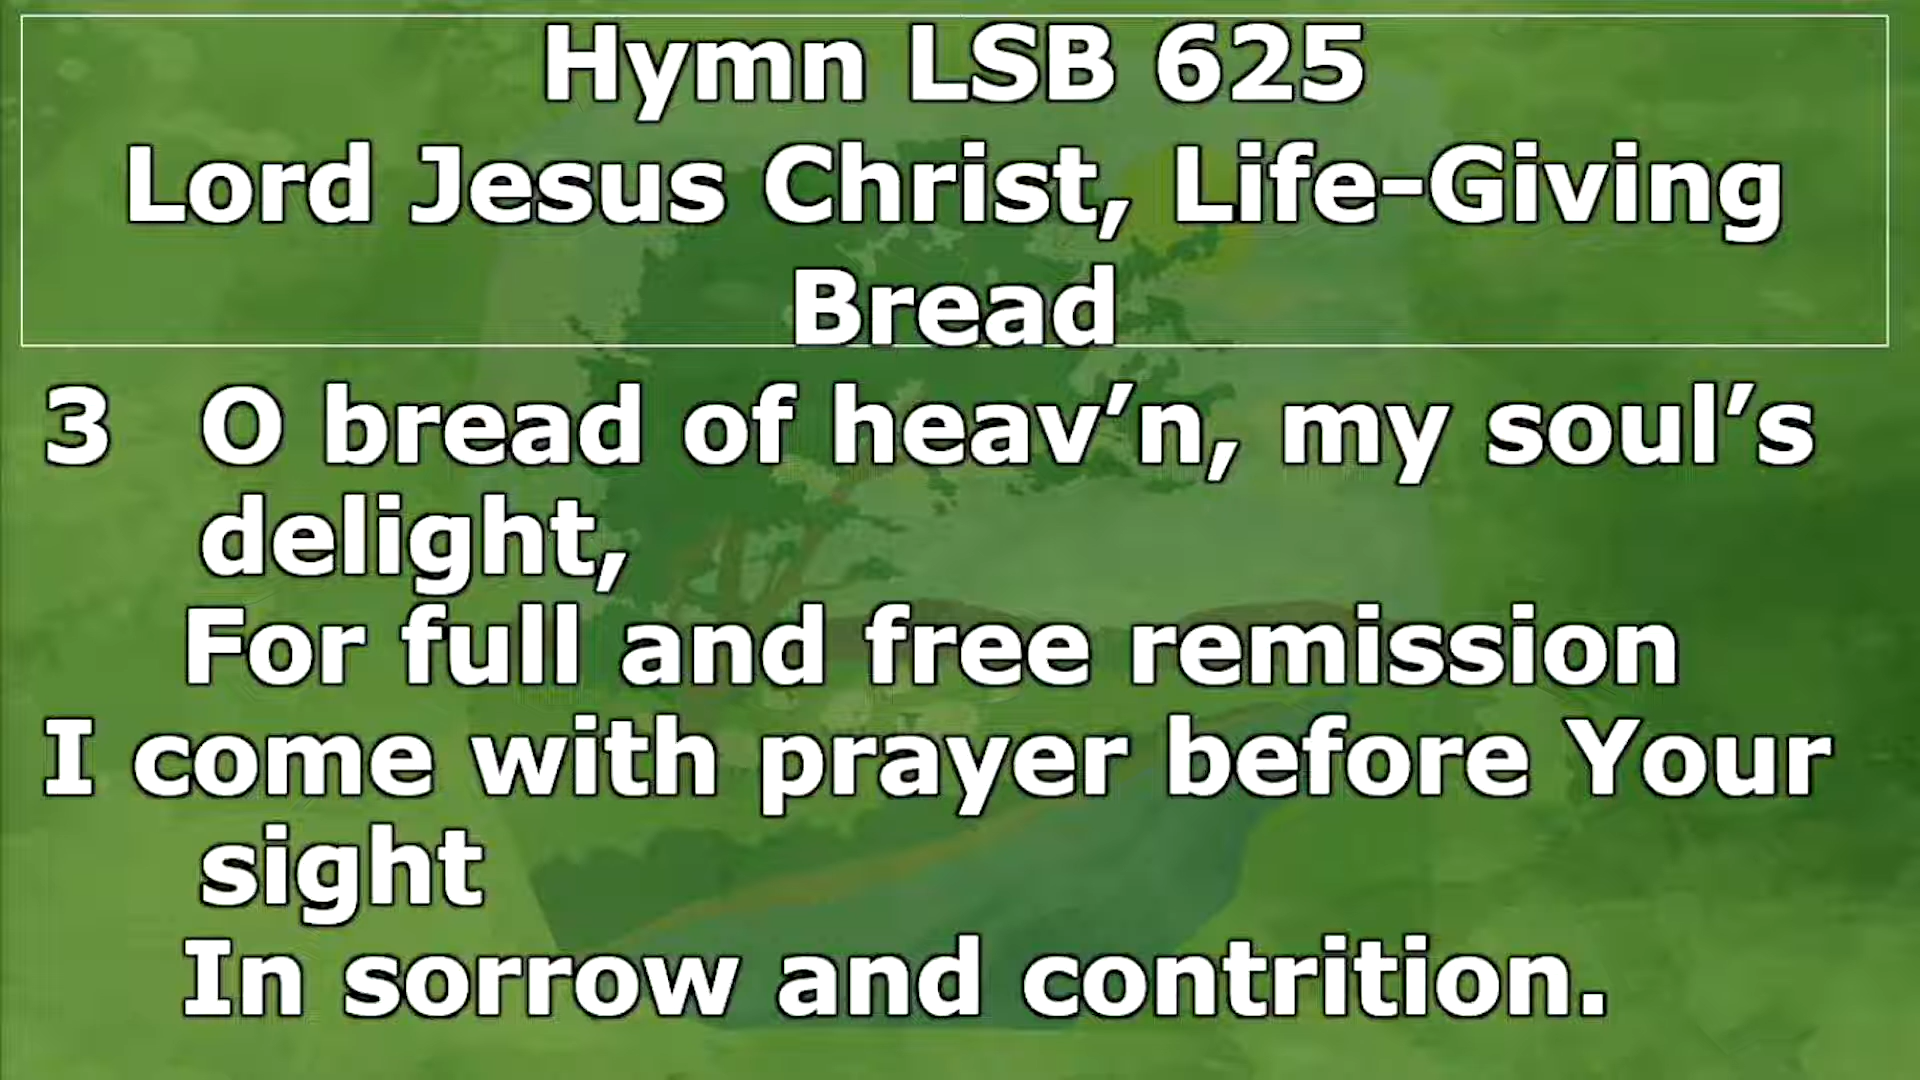 Hymn LSB 625
Lord Jesus Christ, Life-Giving
Bread
3 O bread of heav’n, my soul’s
delight,
For full and free remission
I come with prayer before Your
sight
In sorrow and contrition.